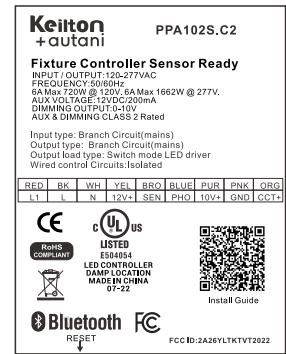 Keilton
+autani
PPA102S.C2
Fixture Controller Sensor Ready
INPUT / OUTPUT:120-277VAC
FREQUENCY:50/60Hz
6A Max 720W @ 120V. 6A Max 1662W @ 277V.
AUX VOLTAGE:12VDC/200mA
DIMMING OUTPUT:0-10V
AUX & DIMMING CLASS 2 Rated
Input type: Branch Circuit(mains)
Output type: Branch Circuit(mains)
Output load type: Switch mode LED driver
Wired control Circuits:Isolated
RED BK WH YEL BRO BLUE PUR PNK ORG
L1 L N 12V+ SEN PHO 10V+ GND CCT+
CE
c UL us
LISTED
E504054
LED CONTROLLER
DAMP LOCATION
MADE IN CHINA
07-22
RoHS
COMPLIANT
Install Guide
Bluetooth
FC
RESET
FCC ID:2A26YLTKTVT2022